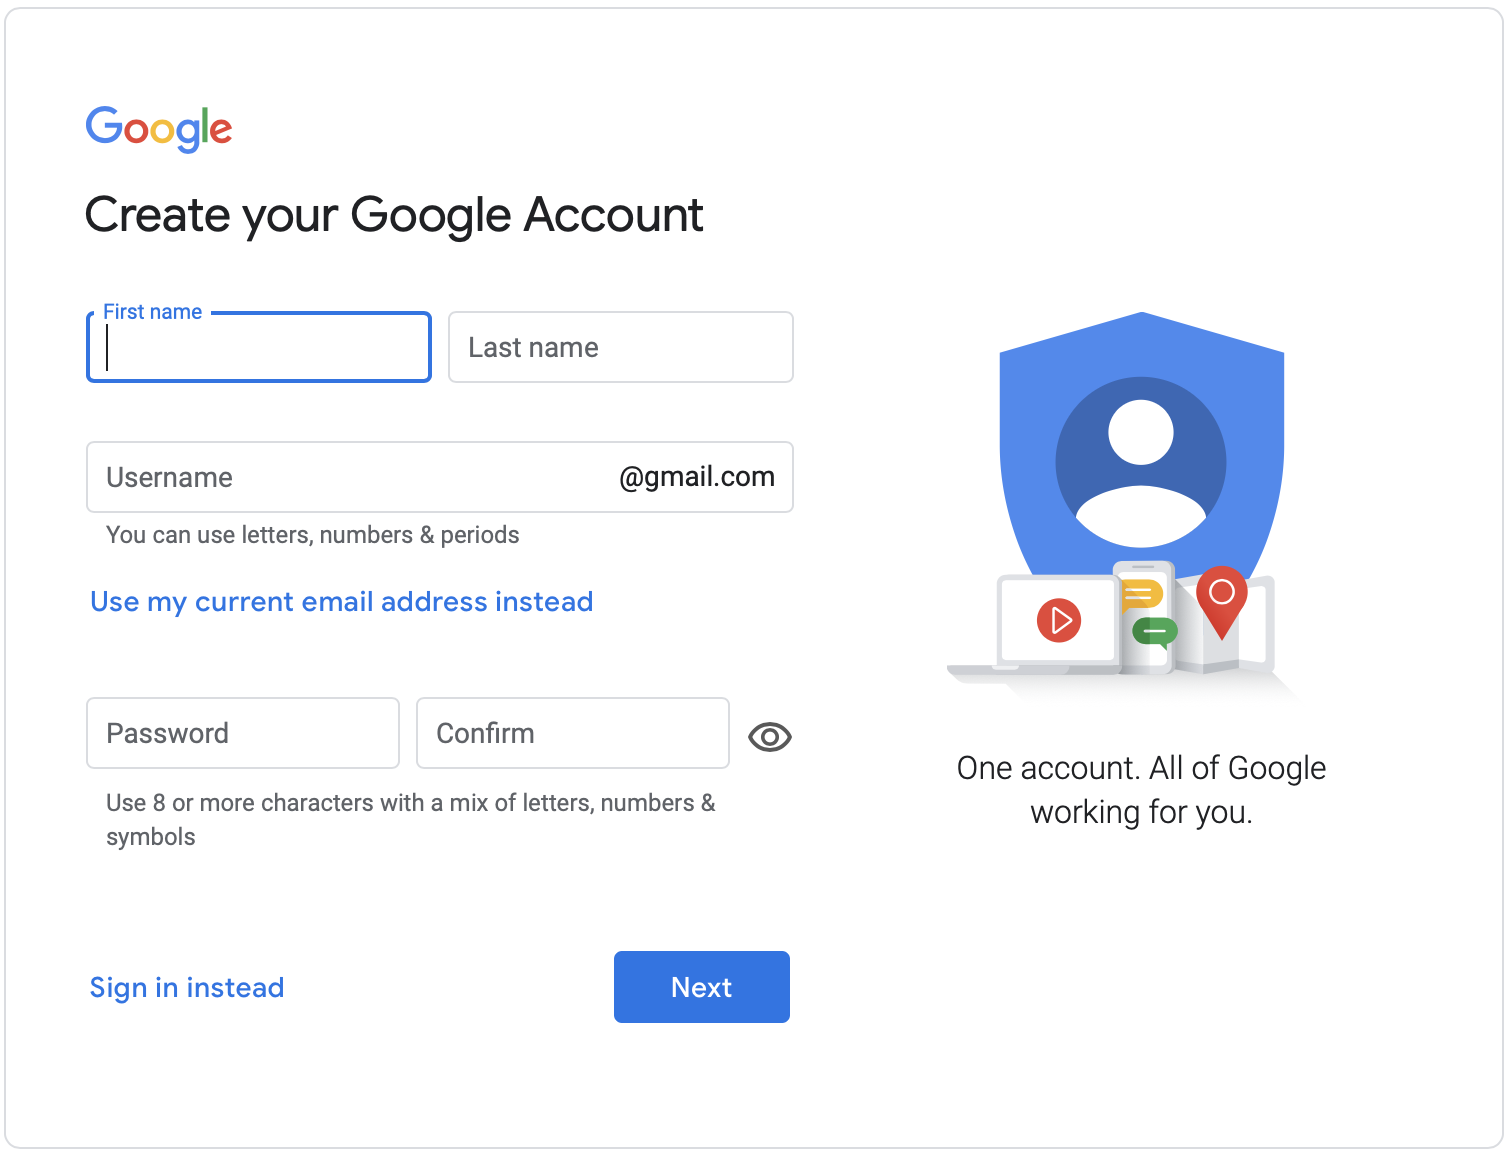 Google
Create your Google Account
First name
Last name
Username
@gmail.com
You can use letters, numbers & periods
Use my current email address instead
Password
Confirm
Use 8 or more characters with a mix of letters, numbers &
symbols
Sign in instead
Next
One account. All of Google
working for you.